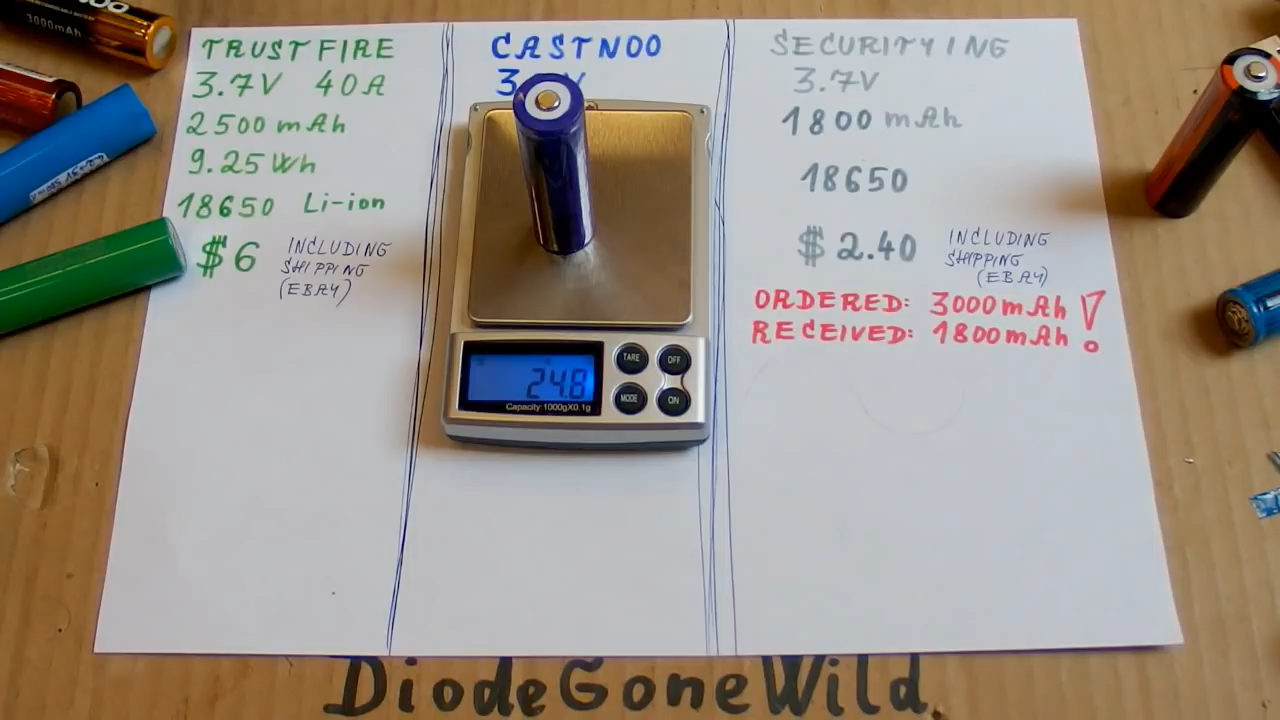 3000mAh
TRUSTFIRE
3.7V 40A
2500 mAh
9.25 Wh
18650 Li-ion
$6
INCLUDING
SHIPPING
(EBAY)
CASTNOO
3 V
24.8
Capacity:1000gX0.1g
TARE
OFF
MODE
ON
SECURITYING
3.7V
1800 mAh
18650
$2.40
INCLUDING
SHIPPING
(EBAY)
ORDERED: 3000mAh !
RECEIVED: 1800mAh
DiodeGoneWild